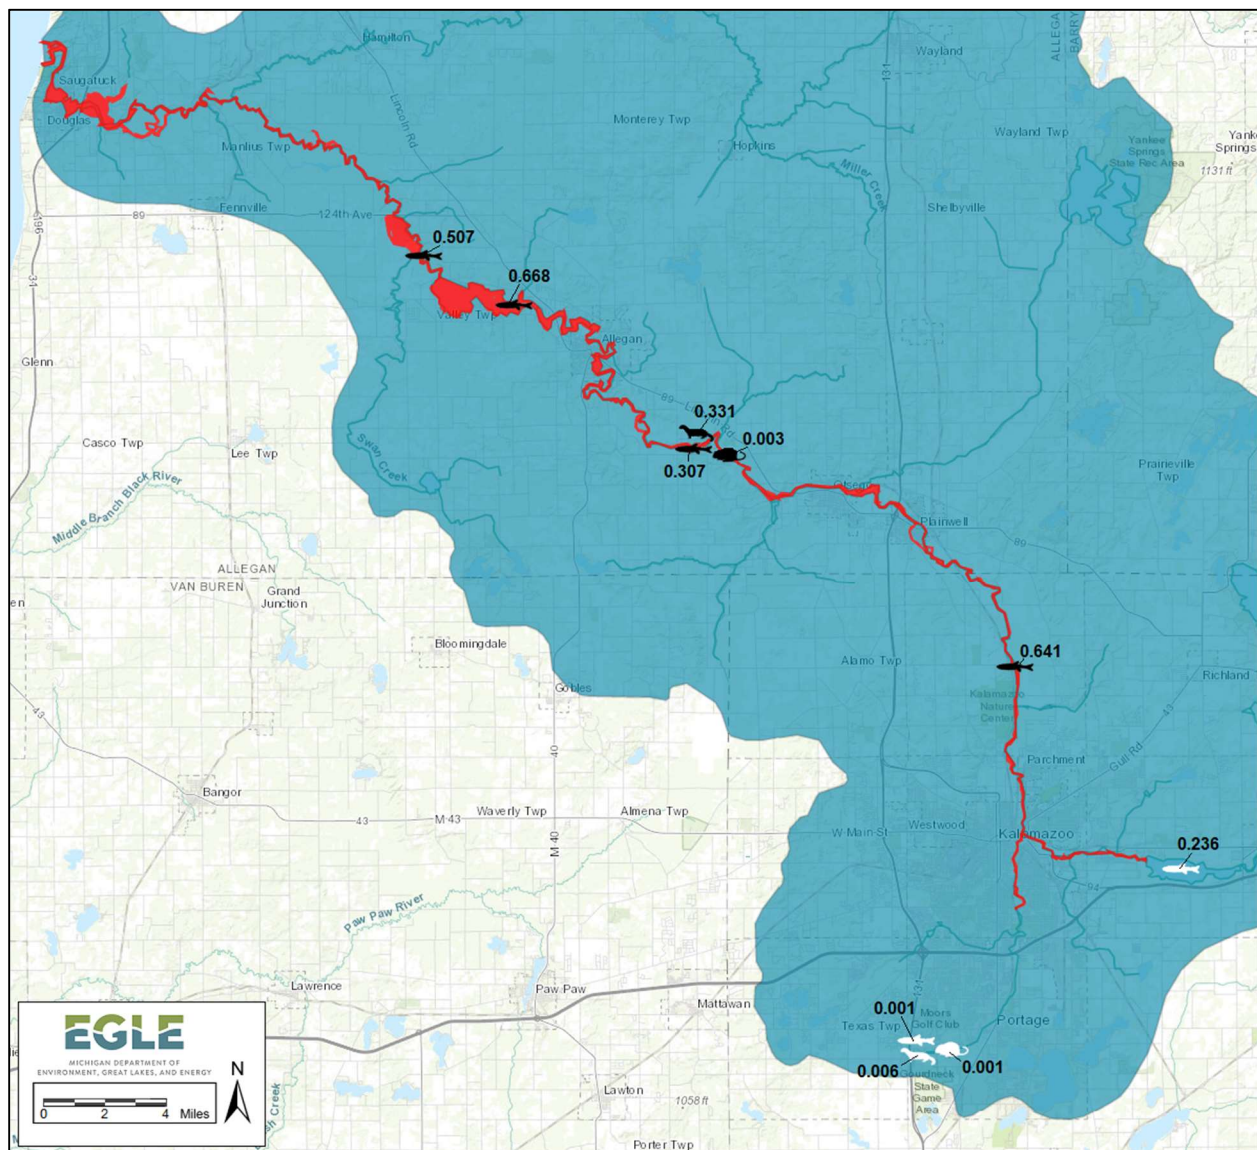 Hamilton
Wayland
ALLEGAN
BARRY
131
Saugatuck
Douglas
Manlius Twp
Lincoln Rd
Monterey Twp
Hopkins
Wayland Twp
Yankee
Springs
State Rec Area
Yankee
Springs
1131 ft
Miller Creek
Shelbyville
Fennville
89
124th Ave
196
31
0.507
0.668
Valley Twp
Allegan
Glenn
89
0.331
0.003
0.307
Casco Twp
Lee Twp
Swan Creek
Middle Branch Black River
Prairieville
Twp
Otsego
Plainwell
89
ALLEGAN
VAN BUREN
Grand
Junction
Bloomingdale
Gobles
Alamo Twp
0.641
Richland
Kalamazoo
Nature
Center
43
43
40
Gull Rd
Parchment
Bangor
43
M 43
Waverly Twp
Almena Twp
M 40
W Main St
Westwood
Kalamazoo
0.236
94
Paw Paw River
Lawrence
Paw Paw
Mattawan
131
0.001
Moors
Golf Club
Texas Twp
Portage
0.006
0.001
Gourdneck
State
Game
Area
Lawton
1058 ft
Porter Twp
EGLE
MICHIGAN DEPARTMENT OF
ENVIRONMENT, GREAT LAKES, AND ENERGY
N
0 2 4 Miles